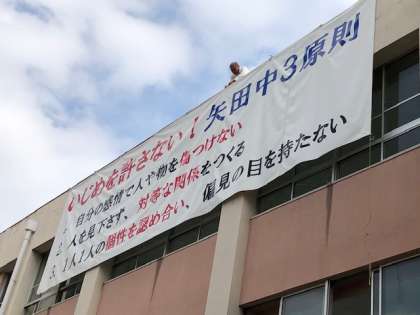 いじめを許さない！矢田中３原則
1. 自分の感情で人や物を傷つけない
2. 人を見下さず、対等な関係をつくる
3. 1人1人の個性を認め合い、偏見の目を持たない